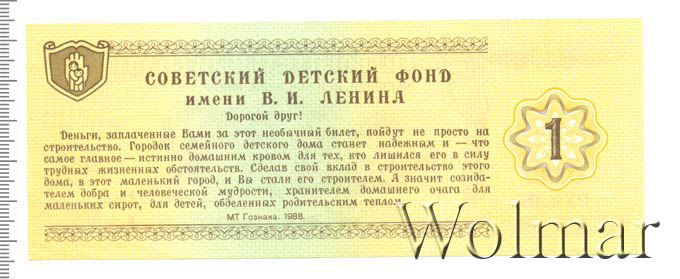 СОВЕТСКИЙ ДЕТСКИЙ ФОНД
ИМЕНИ В. И. ЛЕНИНА
Дорогой друг!
Деньги, заплаченные Вами за этот необычный билет, пойдут не просто на
строительство. Городок семейного детского дома станет надежным и — что
самое главное — истинно домашним кровом для тех, кто лишился его в силу
трудных жизненных обстоятельств. Сделав свой вклад в строительство этого
дома, в этот маленький город, и Вы стали его строителем. А значит созида-
телем добра и человеческой мудрости, хранителем домашнего очага для
маленьких сирот, для детей, обделенных родительским теплом.
МТ Гознака. 1988.
1
Wolmar